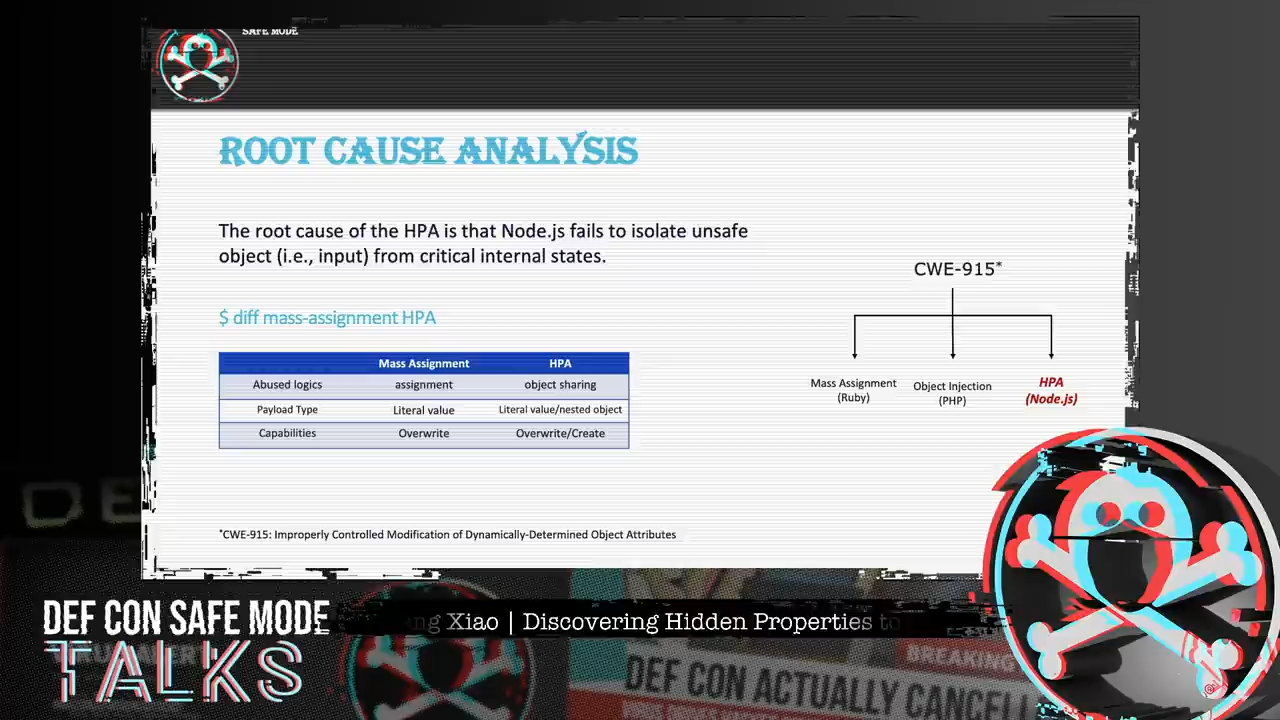 SAFE MODE
ROOT CAUSE ANALYSIS
The root cause of the HPA is that Node.js fails to isolate unsafe
object (i.e., input) from critical internal states.
$ diff mass-assignment HPA
Mass Assignment HPA
Abused logics assignment object sharing
Payload Type Literal value Literal value/nested object
Capabilities Overwrite Overwrite/Create
CWE-915*
Mass Assignment
(Ruby)
Object Injection
(PHP)
HPA
(Node.js)
*CWE-915: Improperly Controlled Modification of Dynamically-Determined Object Attributes
DEF CON SAFE MODE
TALKS
Xiao | Discovering Hidden Properties to
BREAKING
DEF CON ACTUALLY